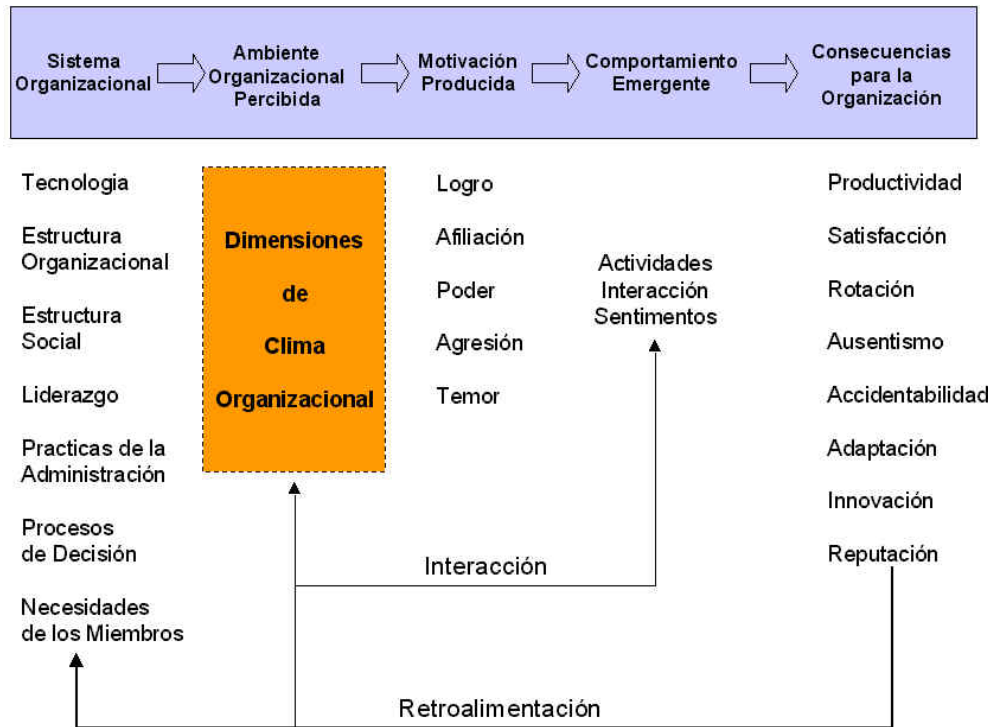 Sistema
Organizacional
Ambiente
Organizacional
Percibida
Motivación
Producida
Comportamiento
Emergente
Consecuencias
para la
Organización
Tecnologia
Estructura
Organizacional
Estructura
Social
Liderazgo
Practicas de la
Administración
Procesos
de Decisión
Necesidades
de los Miembros
Dimensiones
de
Clima
Organizacional
Logro
Afiliación
Poder
Agresión
Temor
Actividades
Interacción
Sentimentos
Productividad
Satisfacción
Rotación
Ausentismo
Accidentabilidad
Adaptación
Innovación
Reputación
Interacción
Retroalimentación